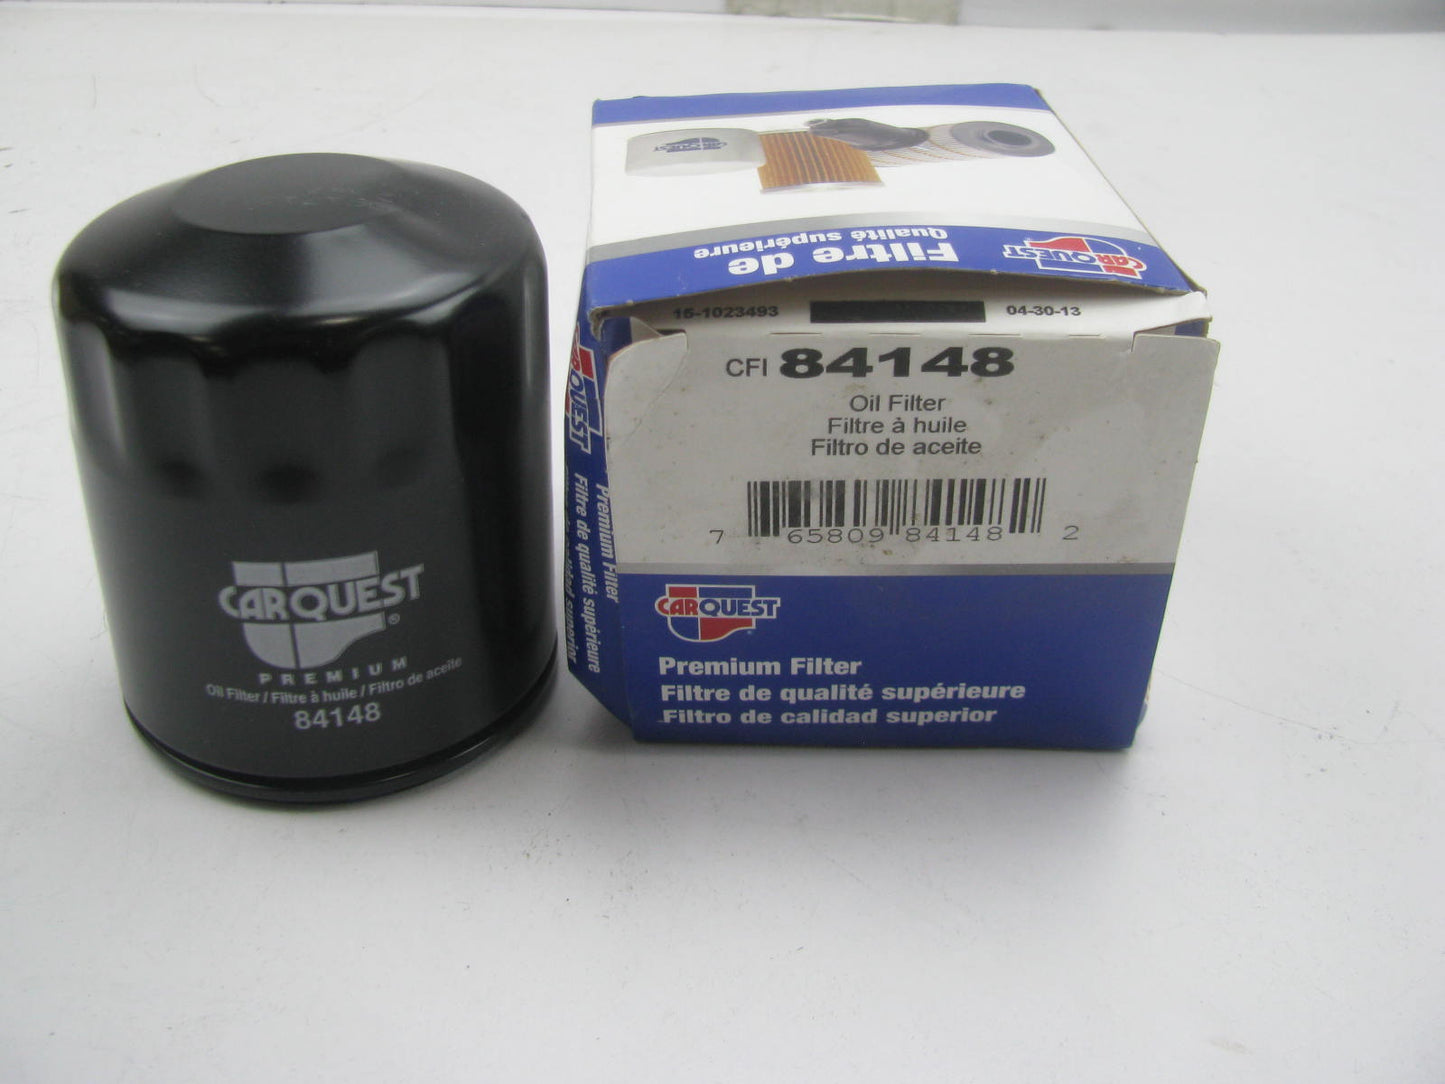 CARQUEST®
PREMIUM
Oil Filter / Filtre à huile / Filtro de aceite
84148
CARQUEST
CARQUEST
Filtre de
Qualité supérieure
15-1023493 04-30-13
CFI 84148
Oil Filter
Filtre à huile
Filtro de aceite
7 65809 84148 2
CARQUEST
Premium Filter
Filtre de qualité supérieure
Filtro de calidad superior
CARQUEST
Premium Filter
Filtre de qualité supérieure